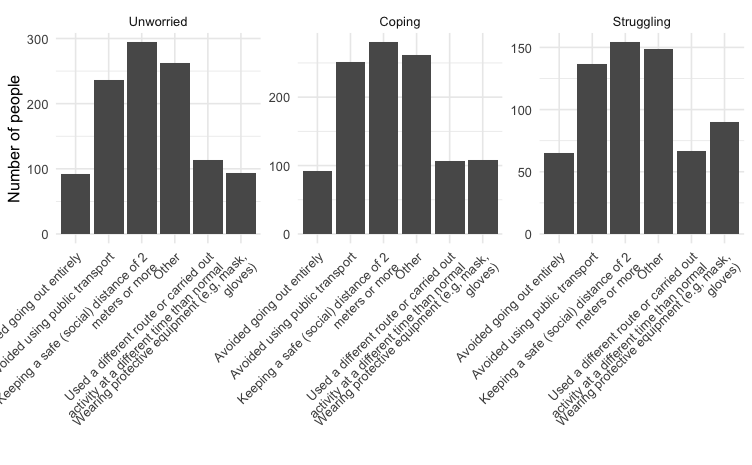 Unworried
Coping
Struggling
Number of people
300
200
100
0
200
100
0
150
100
50
0
ed going out entirely
voided using public transport
Keeping a safe (social) distance of 2
meters or more
Other
Used a different route or carried out
activity at a different time than normal
Wearing protective equipment (e.g, mask,
gloves)
Avoided going out entirely
Avoided using public transport
Keeping a safe (social) distance of 2
meters or more
Other
Used a different route or carried out
activity at a different time than normal
Wearing protective equipment (e.g, mask,
gloves)
Avoided going out entirely
Avoided using public transport
Keeping a safe (social) distance of 2
meters or more
Other
Used a different route or carried out
activity at a different time than normal
Wearing protective equipment (e.g, mask,
gloves)